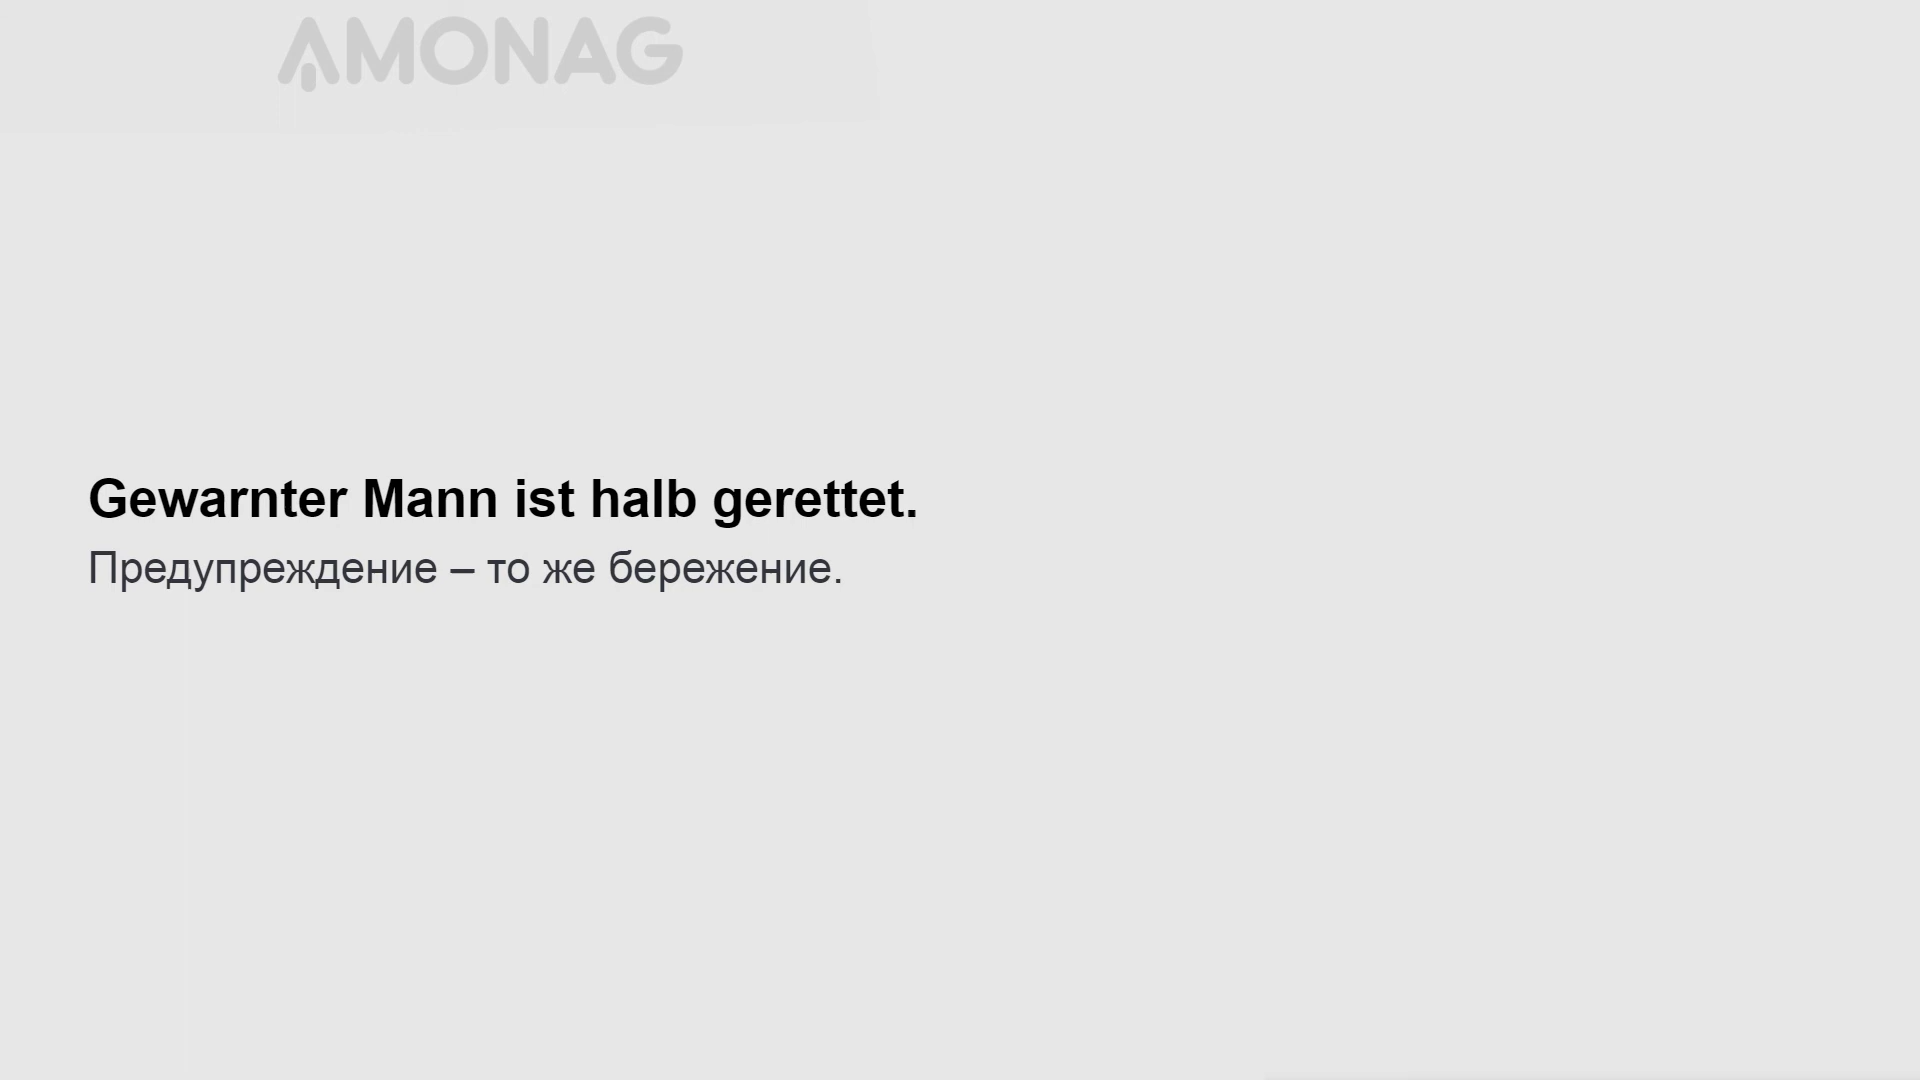 AMONAG
Gewarnter Mann ist halb gerettet.
Предупреждение – то же бережение.